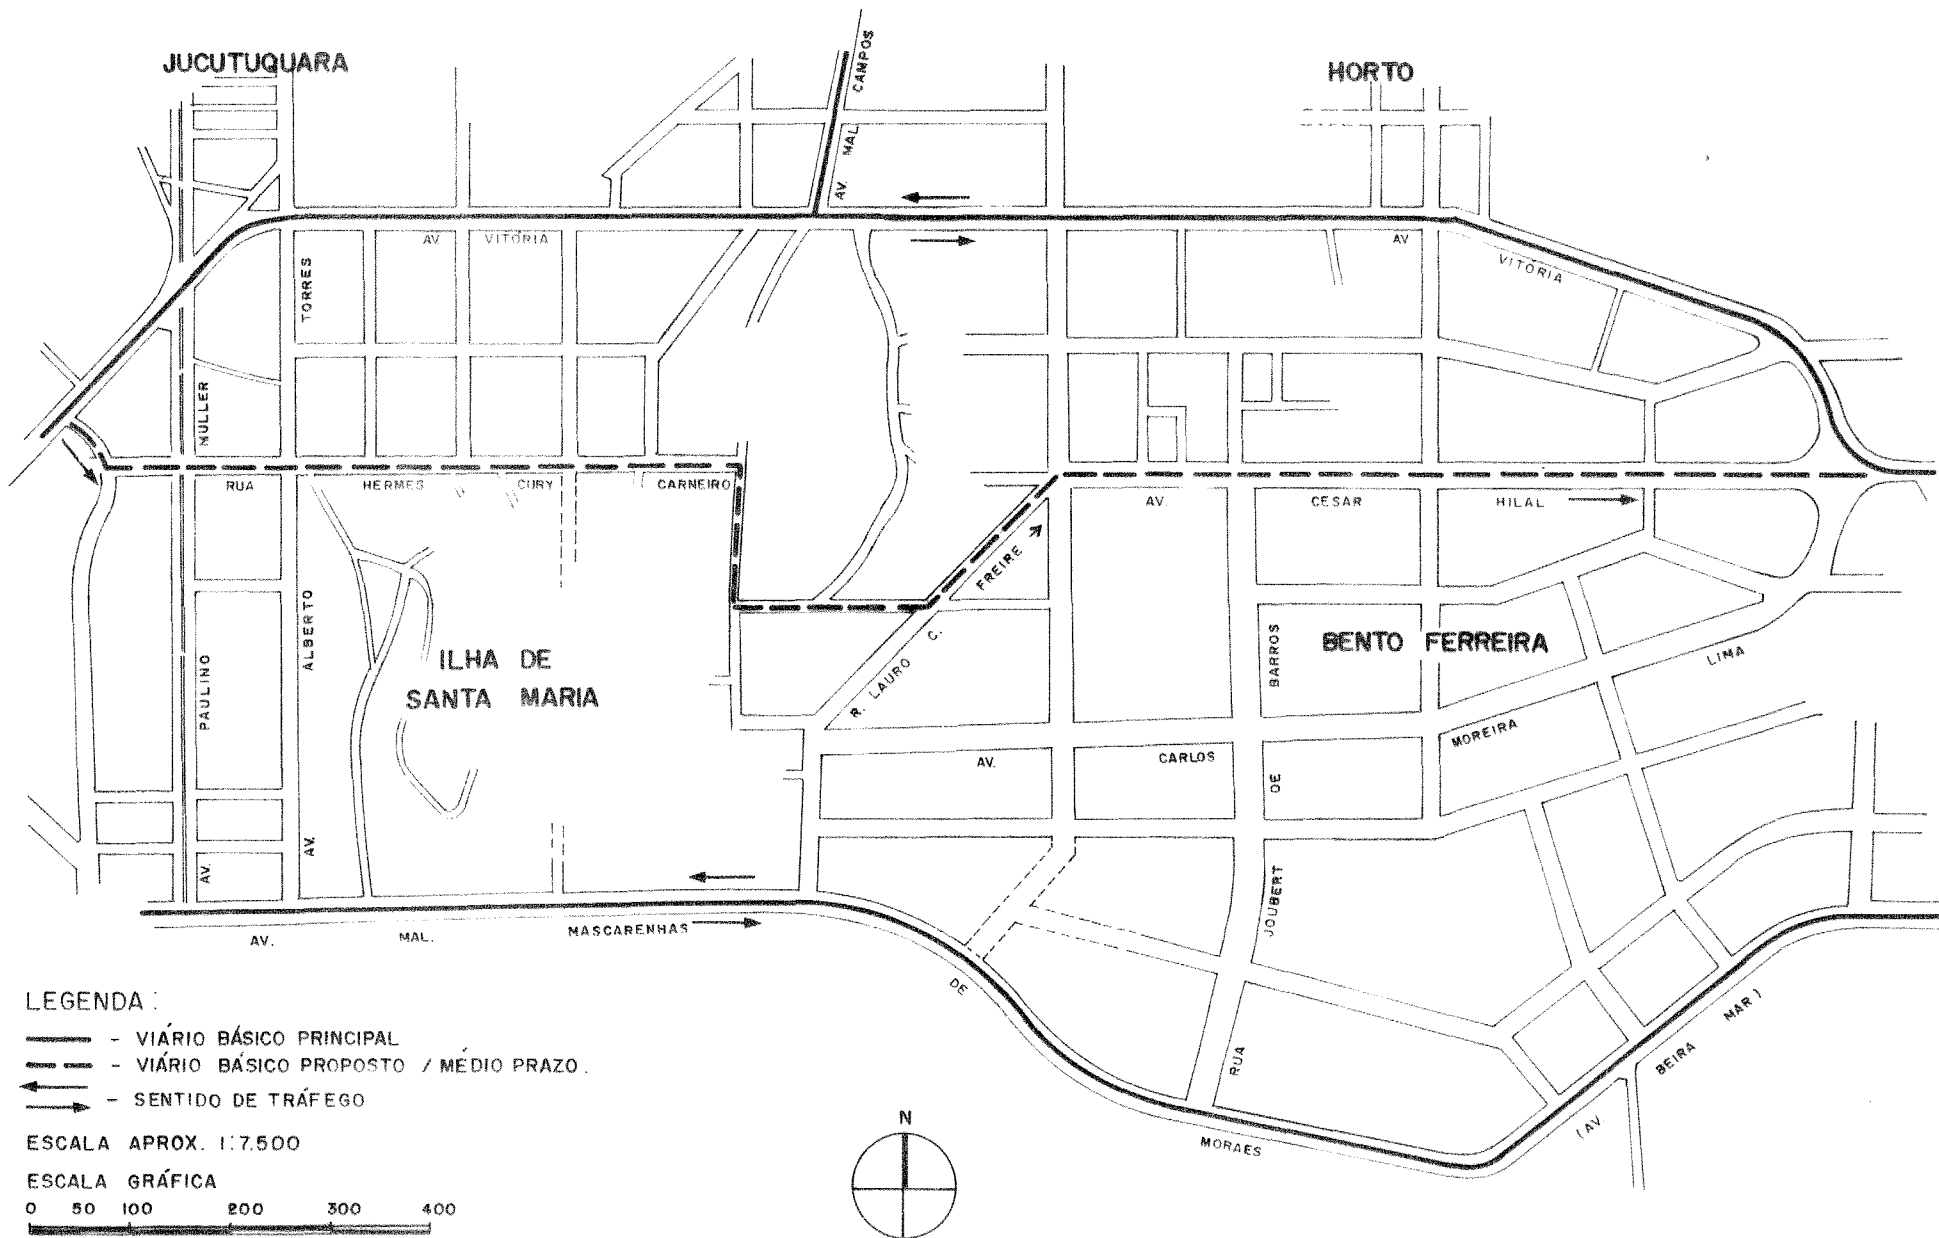 JUCUTUQUARA
HORTO
AV. MAL. CAMPOS
AV. VITÓRIA
AV. VITÓRIA
AV. PAULINO MULLER
AV. ALBERTO TORRES
RUA HERMES CURY CARNEIRO
R. LAURO C. FREIRE
AV. CESAR HILAL
ILHA DE
SANTA MARIA
BENTO FERREIRA
AV. CARLOS MOREIRA LIMA
RUA JOUBERT DE BARROS
AV. MAL. MASCARENHAS DE MORAES
(AV. BEIRA MAR)
LEGENDA:
- VIÁRIO BÁSICO PRINCIPAL
- VIÁRIO BÁSICO PROPOSTO / MÉDIO PRAZO.
- SENTIDO DE TRÁFEGO
ESCALA APROX. 1:7.500
ESCALA GRÁFICA
0 50 100 200 300 400
N